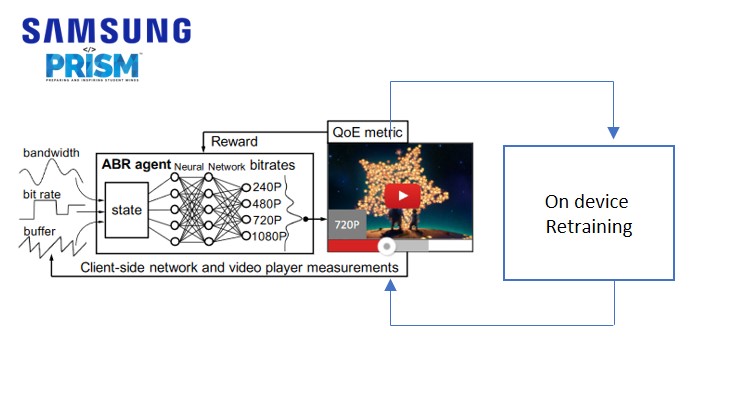 SAMSUNG
</>
PRISM
PREPARING AND INSPIRING STUDENT MINDS
QoE metric
Reward
bandwidth
ABR agent Neural Network bitrates
240P
bit rate
state
480P
720P
720P
buffer
1080P
Client-side network and video player measurements
On device
Retraining